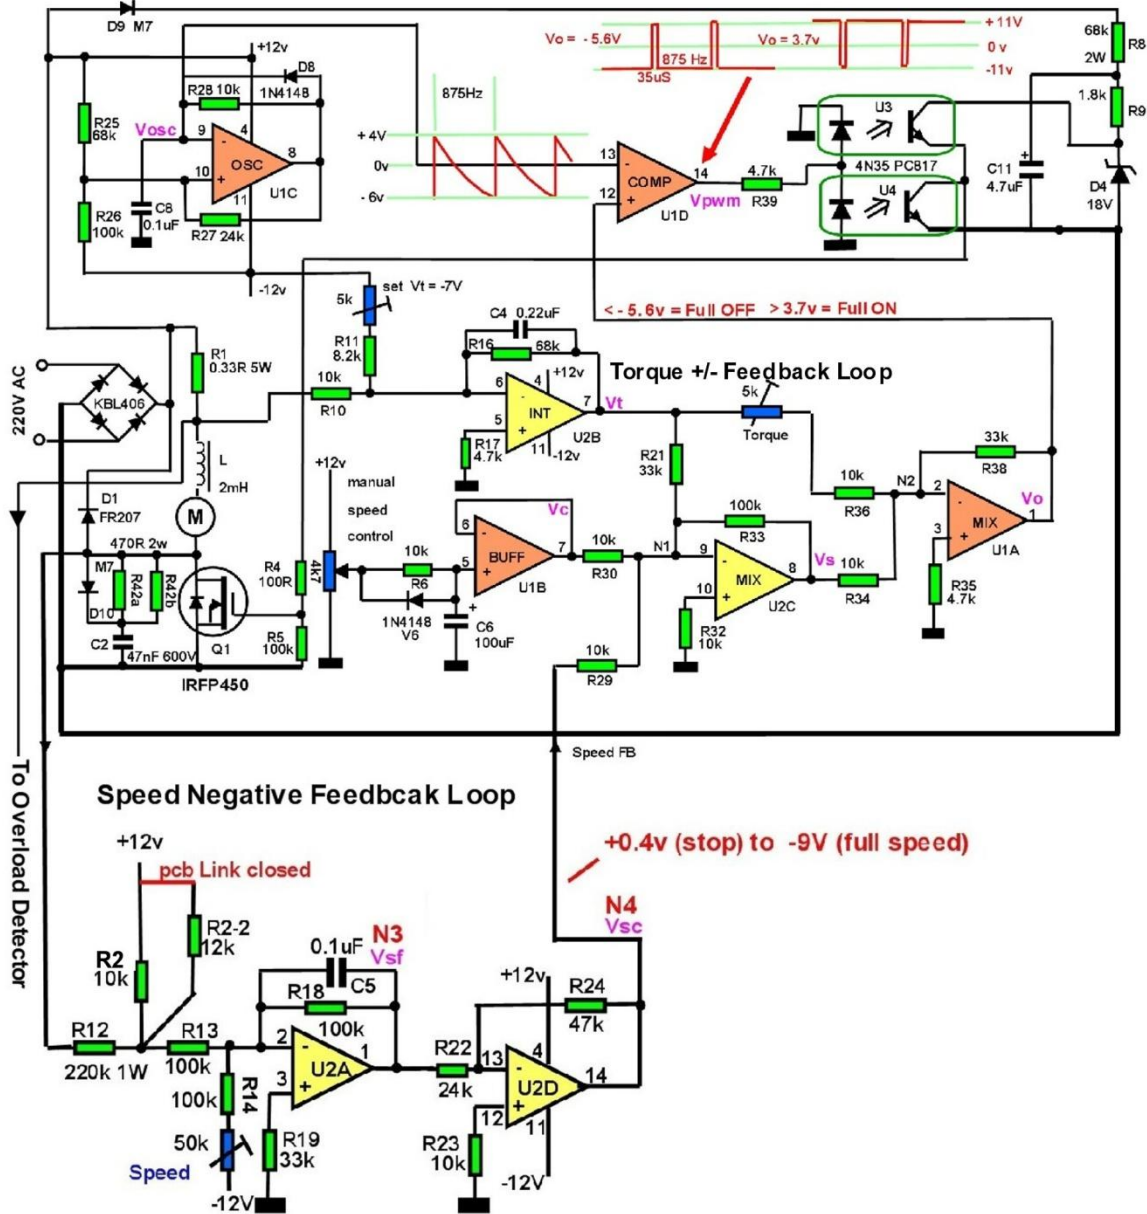 D9 M7
+12v
D8
1N4148
R28 10k
R25
68k
Vosc
9
4
-
OSC
8
10
+
11
U1C
R26
100k
C8
0.1uF
R27 24k
-12v
875Hz
+ 4V
0v
- 6v
Vo = - 5.6V
875 Hz
35uS
Vo = 3.7v
+ 11V
0 v
-11v
13
-
COMP
14
12
+
U1D
Vpwm
4.7k
R39
U3
4N35 PC817
U4
68k
R8
2W
1.8k
R9
C11
+
4.7uF
D4
18V
5k
set Vt = -7V
R11
8.2k
< - 5.6v = Full OFF > 3.7v = Full ON
220V AC
KBL406
R1
0.33R 5W
L
2mH
M
D1
FR207
470R 2w
M7
R42a
R42b
D10
C2
47nF 600V
Q1
IRFP450
R4
100R
R5
100k
10k
R10
C4 0.22uF
R16 68k
6
-
4
+12v
INT
7
5
+
U2B
11
-12v
R17
4.7k
Vt
Torque +/- Feedback Loop
5k
Torque
R21
33k
+12v
manual
speed
control
4k7
10k
R6
1N4148
V6
+
C6
100uF
6
-
BUFF
7
5
+
U1B
Vc
10k
R30
N1
100k
R33
9
-
MIX
8
10
+
U2C
Vs
R32
10k
10k
R34
10k
R36
N2
33k
R38
2
-
MIX
1
3
+
U1A
Vo
R35
4.7k
10k
R29
Speed FB
To Overload Detector
Speed Negative Feedbcak Loop
+12v
pcb Link closed
R2-2
12k
R2
10k
R12
220k 1W
R13
100k
R14
100k
50k
Speed
-12V
0.1uF
C5
R18
100k
N3
Vsf
2
-
U2A
1
3
+
R19
33k
R22
24k
+12v
R24
47k
13
-
4
U2D
14
12
+
11
-12V
R23
10k
N4
Vsc
+0.4v (stop) to -9V (full speed)